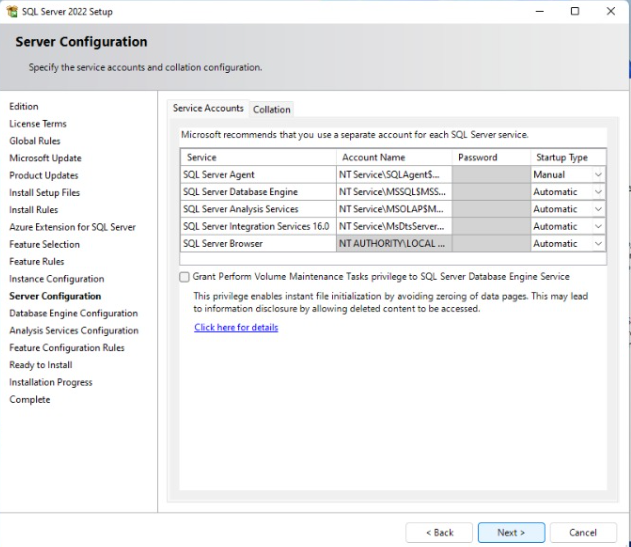 SQL Server 2022 Setup
Server Configuration
Specify the service accounts and collation configuration.
Edition
License Terms
Global Rules
Microsoft Update
Product Updates
Install Setup Files
Install Rules
Azure Extension for SQL Server
Feature Selection
Feature Rules
Instance Configuration
Server Configuration
Database Engine Configuration
Analysis Services Configuration
Feature Configuration Rules
Ready to Install
Installation Progress
Complete
Service Accounts Collation
Microsoft recommends that you use a separate account for each SQL Server service.
Service Account Name Password Startup Type
SQL Server Agent NT Service\SQLAgent$... Manual
SQL Server Database Engine NT Service\MSSQL$MSS... Automatic
SQL Server Analysis Services NT Service\MSOLAP$M... Automatic
SQL Server Integration Services 16.0 NT Service\MsDtsServer... Automatic
SQL Server Browser NT AUTHORITY\LOCAL ... Automatic
Grant Perform Volume Maintenance Tasks privilege to SQL Server Database Engine Service
This privilege enables instant file initialization by avoiding zeroing of data pages. This may lead
to information disclosure by allowing deleted content to be accessed.
Click here for details
< Back Next > Cancel